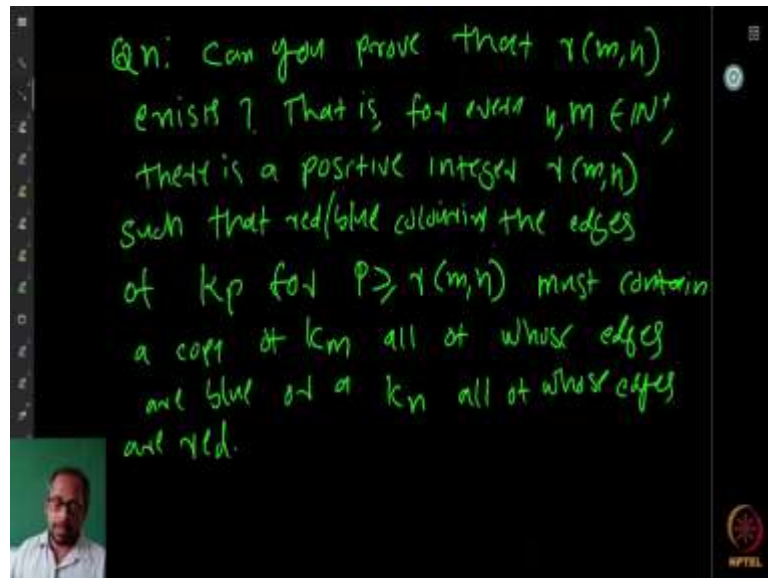 Qn: Can you prove that r(m,n)
exists? That is, for every n, m ∈ IN⁺,
there is a positive integer r(m,n)
such that red/blue colouring the edges
of Kp for P ≥ r(m,n) must contain
a copy of Km all of whose edges
are blue or a Kn all of whose edges
are red.
NPTEL